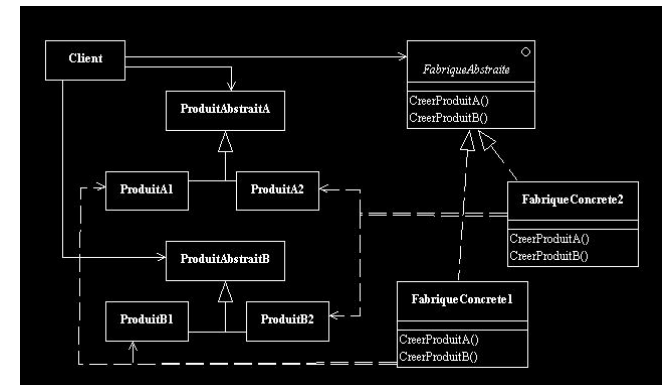 Client
FabriqueAbstraite
CreerProduitA()
CreerProduitB()
ProduitAbstraitA
ProduitA1
ProduitA2
FabriqueConcrete2
CreerProduitA()
CreerProduitB()
ProduitAbstraitB
FabriqueConcrete1
CreerProduitA()
CreerProduitB()
ProduitB1
ProduitB2